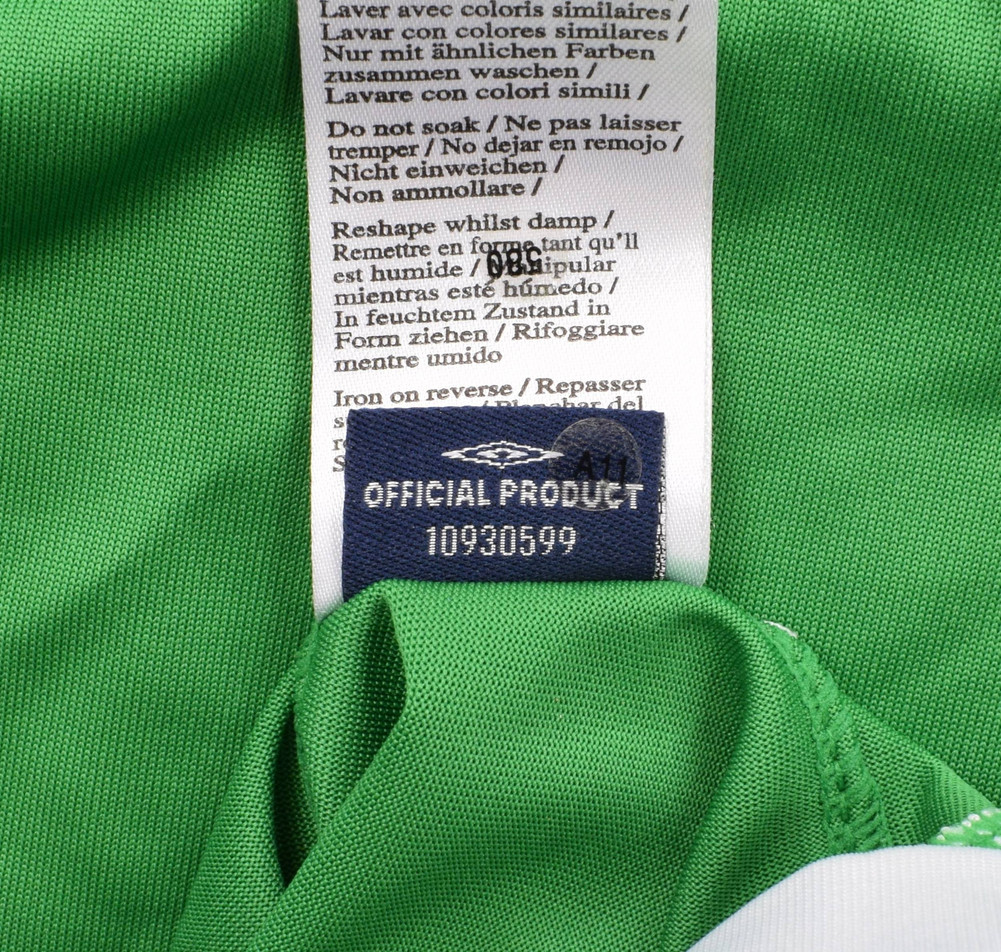 Laver avec coloris similaires /
Lavar con colores similares /
Nur mit ähnlichen Farben
zusammen waschen /
Lavare con colori simili /
Do not soak / Ne pas laisser
tremper / No dejar en remojo /
Nicht einweichen /
Non ammollare /
Reshape whilst damp /
Remettre en forme tant qu'il
est humide /
mientras esté húmedo /
In feuchtem Zustand in
Form ziehen / Rifoggiare
mentre umido
Iron on reverse / Repasser
del
580
A11
OFFICIAL PRODUCT
10930599